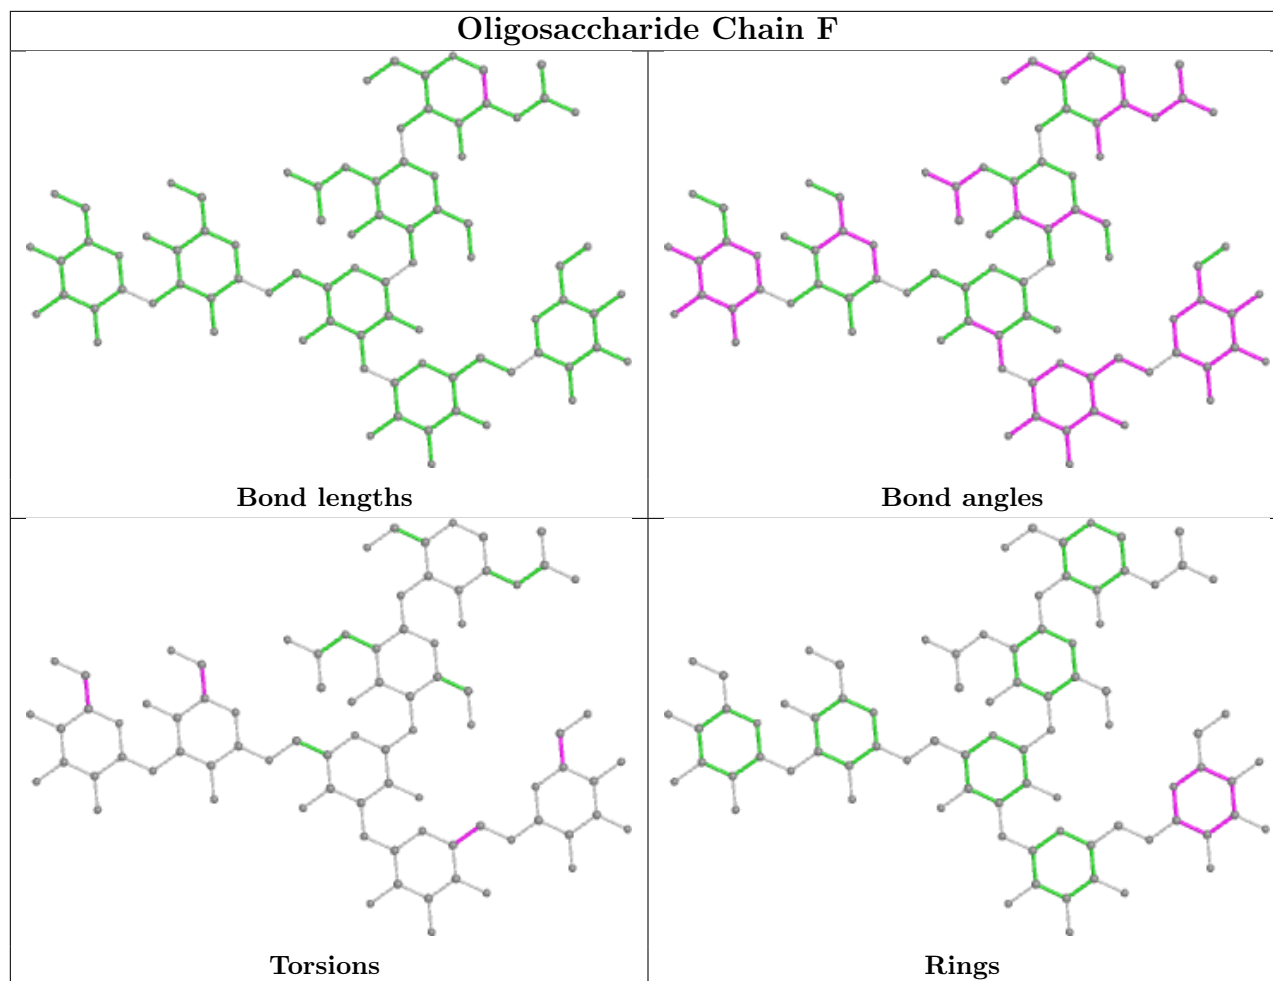 Oligosaccharide Chain F
Bond lengths
Bond angles
Torsions
Rings